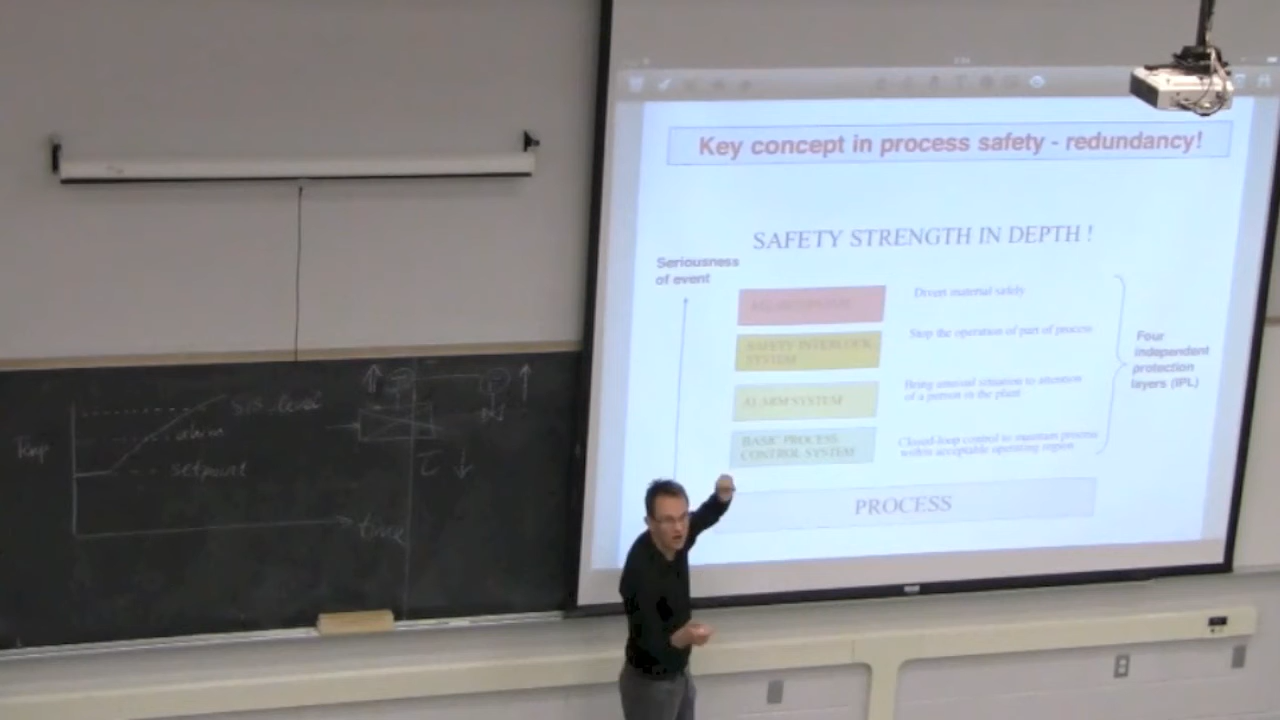 Key concept in process safety - redundancy!
SAFETY STRENGTH IN DEPTH !
Seriousness
of event
Divert material safely
SAFETY INTERLOCK
SYSTEM
Stop the operation of part of process
ALARM SYSTEM
Bring unusual situation to attention
of a person in the plant
BASIC PROCESS
CONTROL SYSTEM
Closed-loop control to maintain process
within acceptable operating region
Four
independent
protection
layers (IPL)
PROCESS
Temp
alarm
setpoint
time
τ ↓